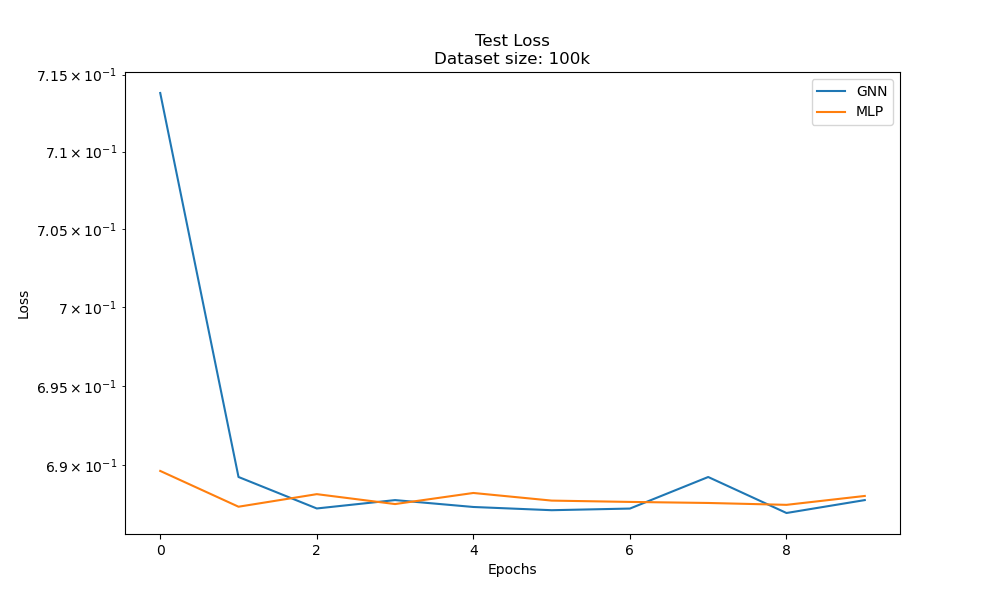 Test Loss
Dataset size: 100k
7.15 × 10⁻¹
7.1 × 10⁻¹
7.05 × 10⁻¹
7 × 10⁻¹
6.95 × 10⁻¹
6.9 × 10⁻¹
Loss
GNN
MLP
0 2 4 6 8
Epochs